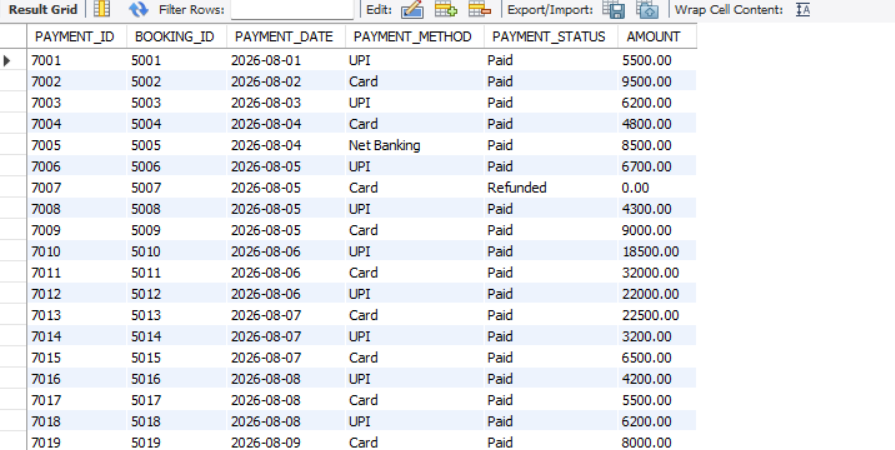 Result Grid Filter Rows: Edit: Export/Import: Wrap Cell Content: IA
PAYMENT_ID BOOKING_ID PAYMENT_DATE PAYMENT_METHOD PAYMENT_STATUS AMOUNT
7001 5001 2026-08-01 UPI Paid 5500.00
7002 5002 2026-08-02 Card Paid 9500.00
7003 5003 2026-08-03 UPI Paid 6200.00
7004 5004 2026-08-04 Card Paid 4800.00
7005 5005 2026-08-04 Net Banking Paid 8500.00
7006 5006 2026-08-05 UPI Paid 6700.00
7007 5007 2026-08-05 Card Refunded 0.00
7008 5008 2026-08-05 UPI Paid 4300.00
7009 5009 2026-08-05 Card Paid 9000.00
7010 5010 2026-08-06 UPI Paid 18500.00
7011 5011 2026-08-06 Card Paid 32000.00
7012 5012 2026-08-06 UPI Paid 22000.00
7013 5013 2026-08-07 Card Paid 22500.00
7014 5014 2026-08-07 UPI Paid 3200.00
7015 5015 2026-08-07 Card Paid 6500.00
7016 5016 2026-08-08 UPI Paid 4200.00
7017 5017 2026-08-08 Card Paid 5500.00
7018 5018 2026-08-08 UPI Paid 6200.00
7019 5019 2026-08-09 Card Paid 8000.00